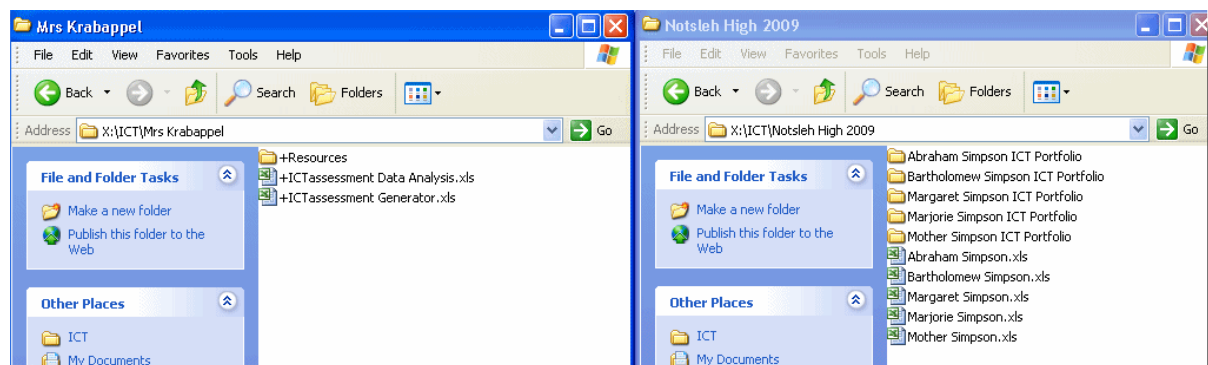 Mrs Krabappel
File Edit View Favorites Tools Help
Back Search Folders
Address X:\ICT\Mrs Krabappel Go
File and Folder Tasks
Make a new folder
Publish this folder to the
Web
Other Places
ICT
My Documents
+Resources
+ICTassessment Data Analysis.xls
+ICTassessment Generator.xls
Notsleh High 2009
File Edit View Favorites Tools Help
Back Search Folders
Address X:\ICT\Notsleh High 2009 Go
File and Folder Tasks
Make a new folder
Publish this folder to the
Web
Other Places
ICT
My Documents
Abraham Simpson ICT Portfolio
Bartholomew Simpson ICT Portfolio
Margaret Simpson ICT Portfolio
Marjorie Simpson ICT Portfolio
Mother Simpson ICT Portfolio
Abraham Simpson.xls
Bartholomew Simpson.xls
Margaret Simpson.xls
Marjorie Simpson.xls
Mother Simpson.xls